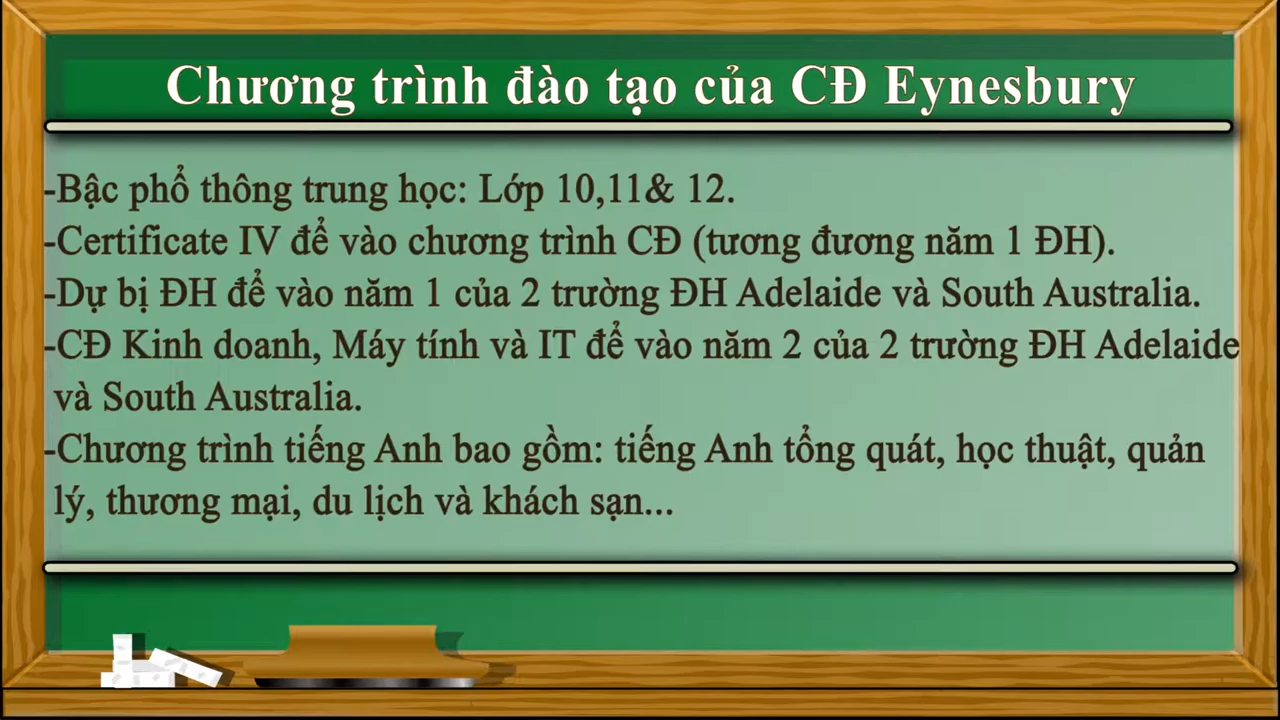 Chương trình đào tạo của CĐ Eynesbury
-Bậc phổ thông trung học: Lớp 10,11& 12.
-Certificate IV để vào chương trình CĐ (tương đương năm 1 ĐH).
-Dự bị ĐH để vào năm 1 của 2 trường ĐH Adelaide và South Australia.
-CĐ Kinh doanh, Máy tính và IT để vào năm 2 của 2 trường ĐH Adelaide
và South Australia.
-Chương trình tiếng Anh bao gồm: tiếng Anh tổng quát, học thuật, quản
lý, thương mại, du lịch và khách sạn...